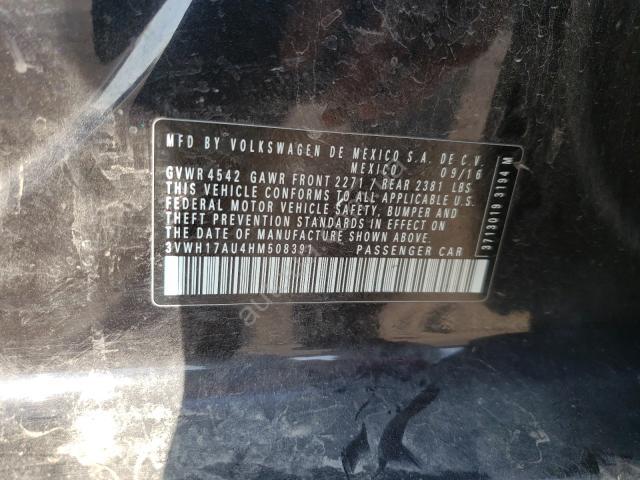 MFD BY VOLKSWAGEN DE MEXICO S.A. DE C.V.
MEXICO 09/16
GVWR 4542 GAWR FRONT 2271 / REAR 2381 LBS
THIS VEHICLE CONFORMS TO ALL APPLICABLE U.S.
FEDERAL MOTOR VEHICLE SAFETY, BUMPER AND
THEFT PREVENTION STANDARDS IN EFFECT ON
THE DATE OF MANUFACTURE SHOWN ABOVE.
3VWH17AU4HM508391 PASSENGER CAR
3713019 3194 M